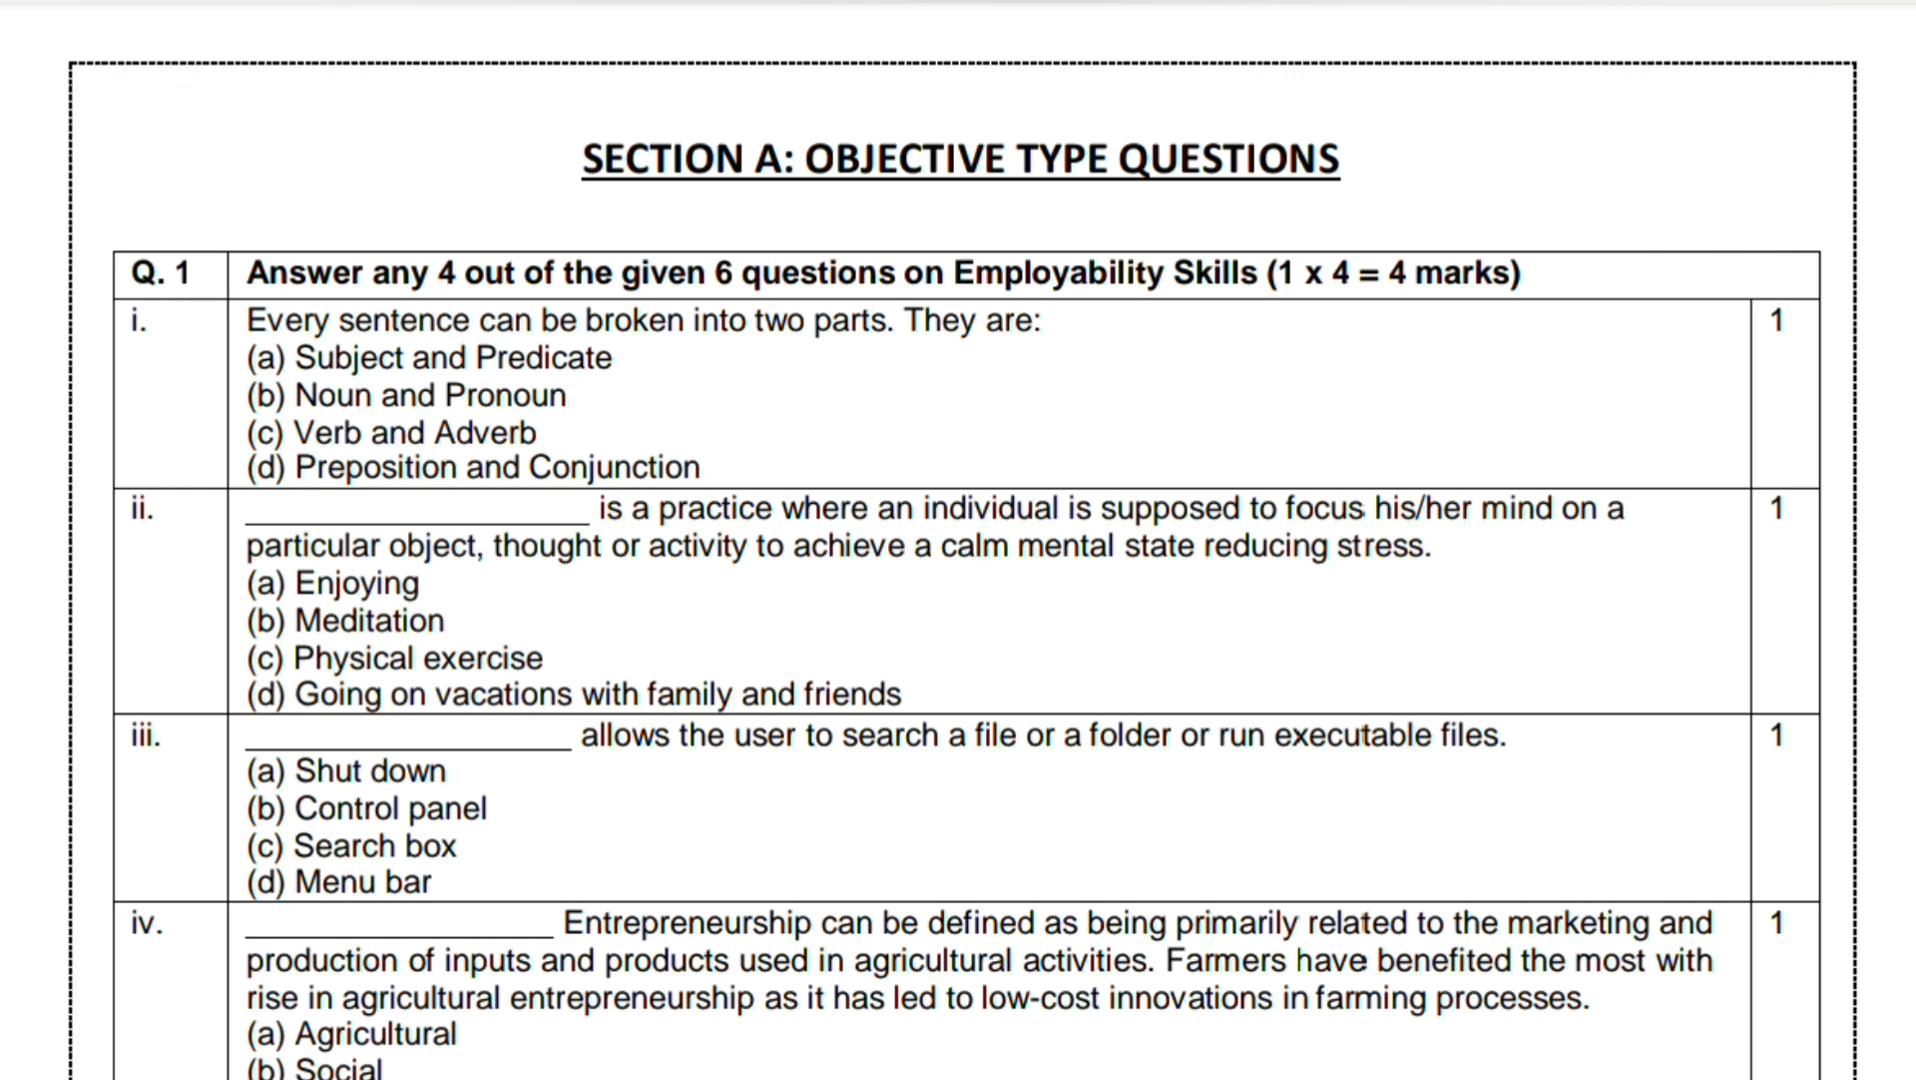 SECTION A: OBJECTIVE TYPE QUESTIONS
Q. 1 Answer any 4 out of the given 6 questions on Employability Skills (1 x 4 = 4 marks)
i. Every sentence can be broken into two parts. They are: 1
(a) Subject and Predicate
(b) Noun and Pronoun
(c) Verb and Adverb
(d) Preposition and Conjunction
ii. ___________________ is a practice where an individual is supposed to focus his/her mind on a 1
particular object, thought or activity to achieve a calm mental state reducing stress.
(a) Enjoying
(b) Meditation
(c) Physical exercise
(d) Going on vacations with family and friends
iii. __________________ allows the user to search a file or a folder or run executable files. 1
(a) Shut down
(b) Control panel
(c) Search box
(d) Menu bar
iv. _________________ Entrepreneurship can be defined as being primarily related to the marketing and 1
production of inputs and products used in agricultural activities. Farmers have benefited the most with
rise in agricultural entrepreneurship as it has led to low-cost innovations in farming processes.
(a) Agricultural
(b) Social